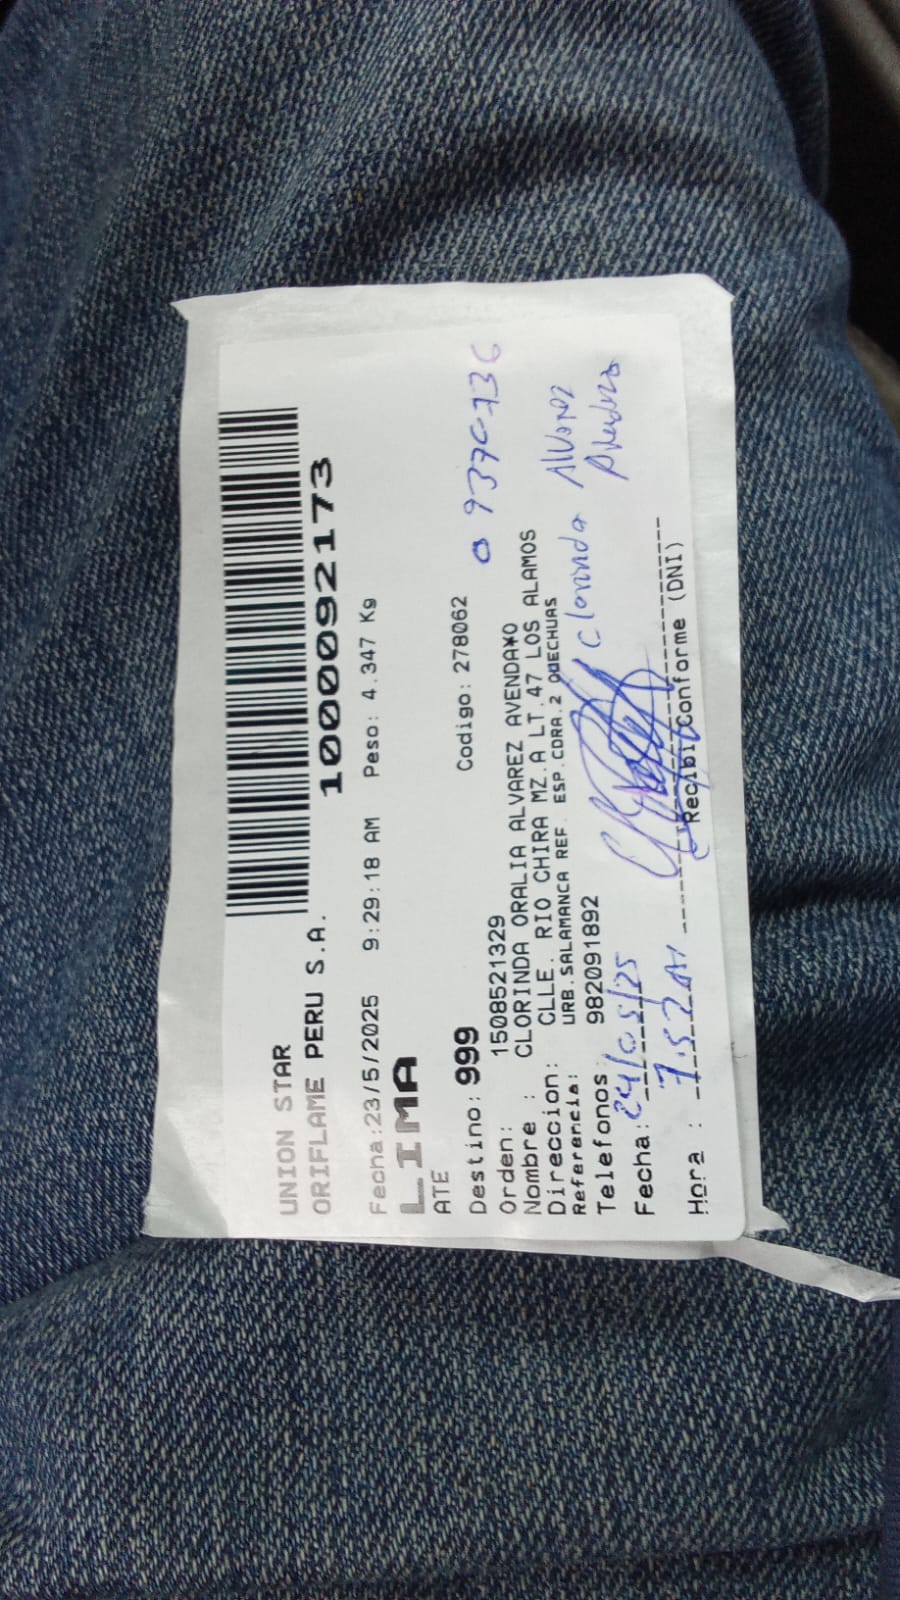 UNION STAR
ORIFLAME PERU S.A.
1000092173
Fecha:23/5/2025 9:29:18 AM Peso: 4.347 Kg
LIMA
ATE
Destino: 999 Codigo: 278062
Orden: 1508521329
Nombre : CLORINDA ORALIA ALVAREZ AVENDA¥O
Direccion: CLLE. RIO CHIRA MZ.A LT.47 LOS ALAMOS
Referencia: URB.SALAMANCA REF. ESP.CDRA.2 QUECHUAS
Telefonos: 982091892
Clorinda Alvarez
Fecha: 24/05/25
Hora : 7:52 AM
Recibi Conforme (DNI)